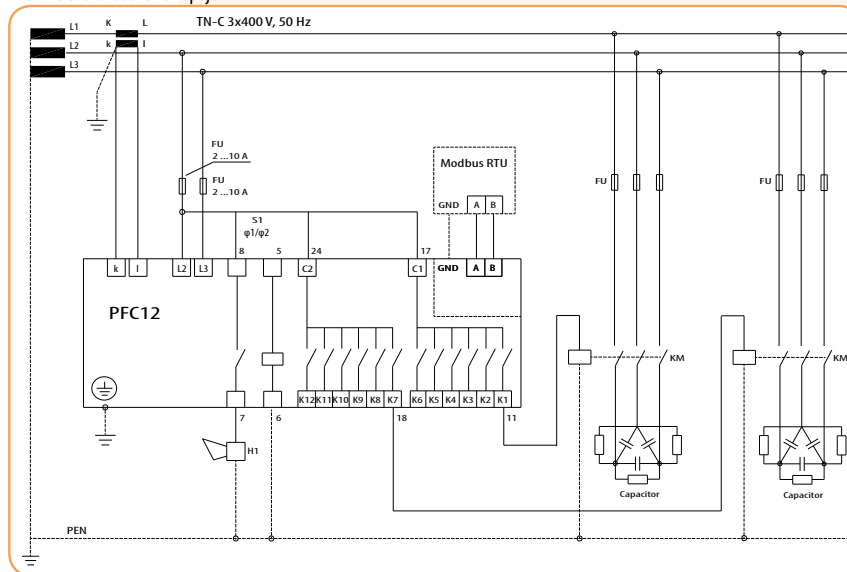 L1 K L TN-C 3x400 V, 50 Hz
L2 k l
L3
FU
2 ...10 A
FU
2 ...10 A
Modbus RTU
GND A B
FU
FU
S1
φ1/φ2
8 5 24 17
k l L2 L3 C2 C1 GND A B
PFC12
KM
KM
K12 K11 K10 K9 K8 K7 K6 K5 K4 K3 K2 K1
7 6 18 11
H1
Capacitor
Capacitor
PEN